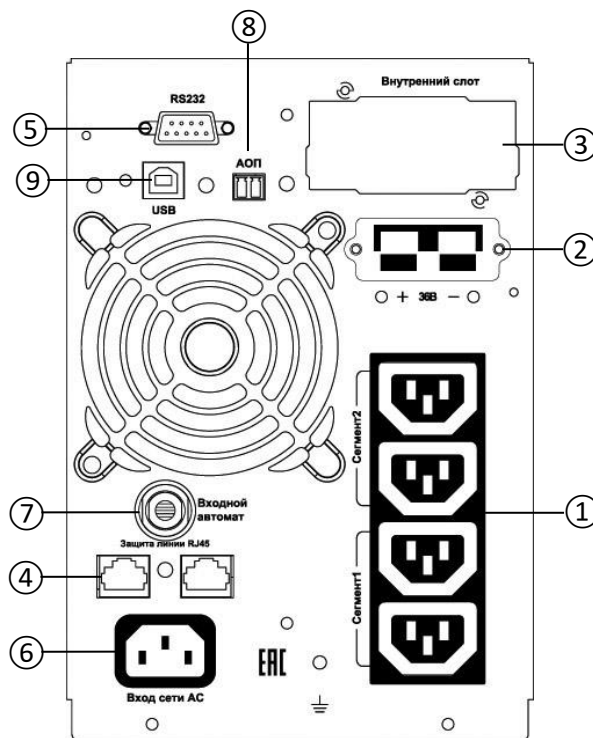 ⑧
RS232
Внутренний слот
⑤
③
АОП
⑨
USB
②
+ 36В −
Сегмент2
⑦
Входной
автомат
①
Защита линии RJ45
④
Сегмент1
⑥
EAC
Вход сети AC